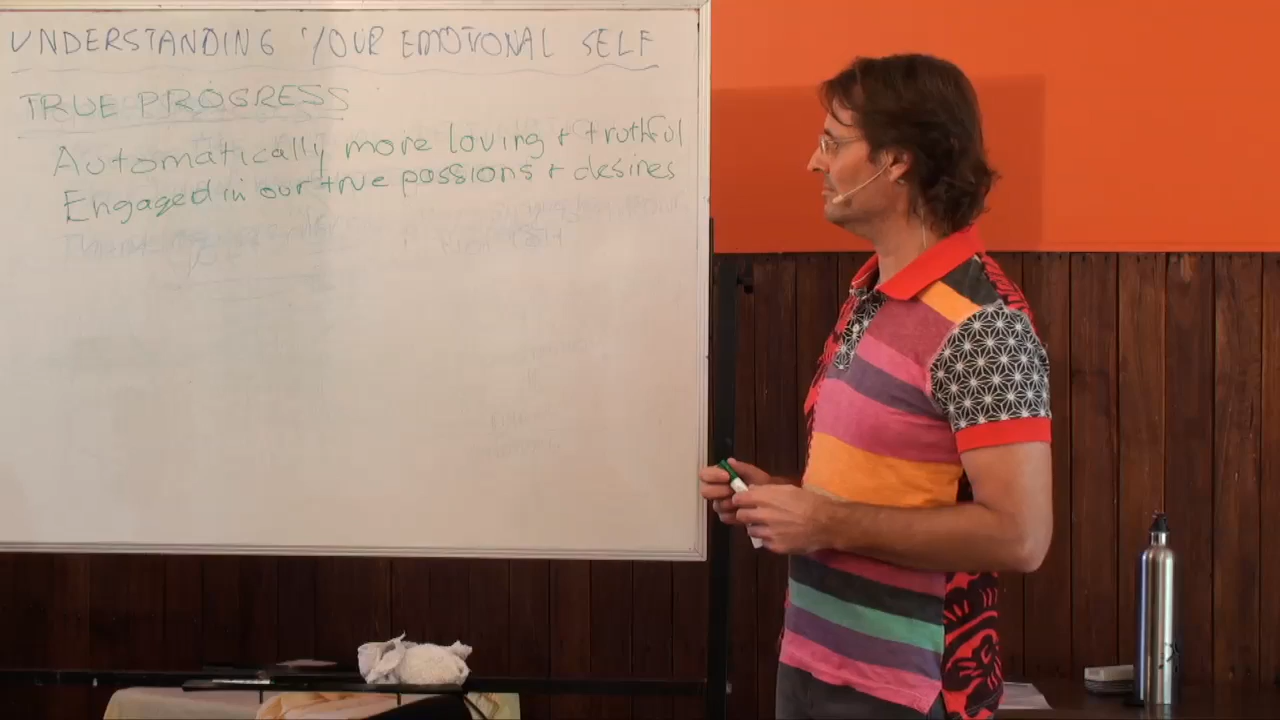 UNDERSTANDING YOUR EMOTIONAL SELF
TRUE PROGRESS
Automatically more loving + truthful
Engaged in our true passions + desires